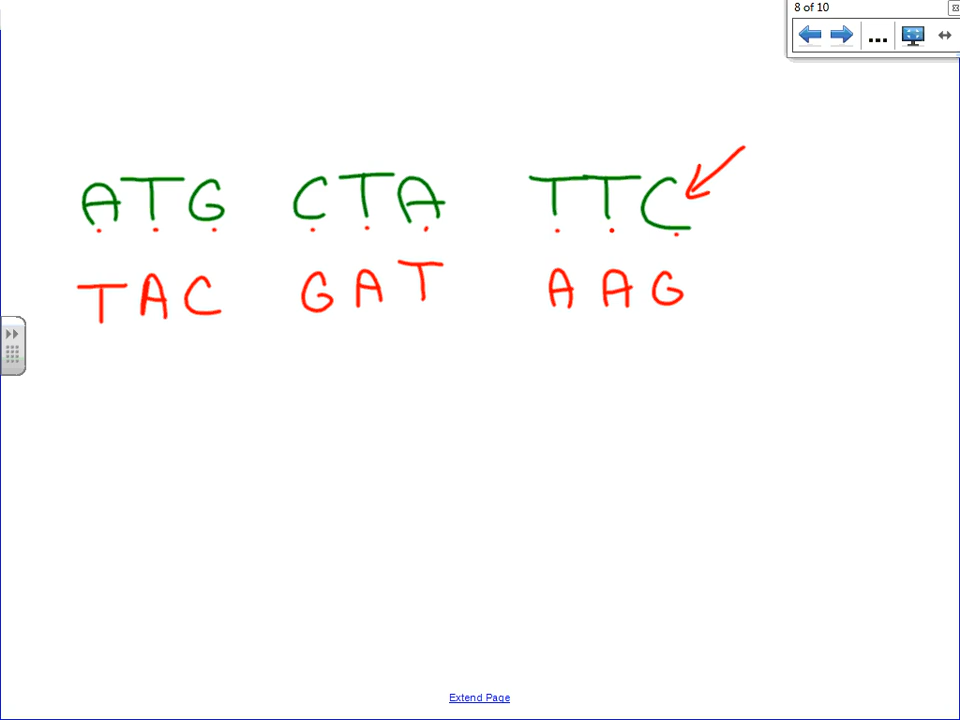 8 of 10
...
ATG CTA TTC
TAC GAT AAG
Extend Page